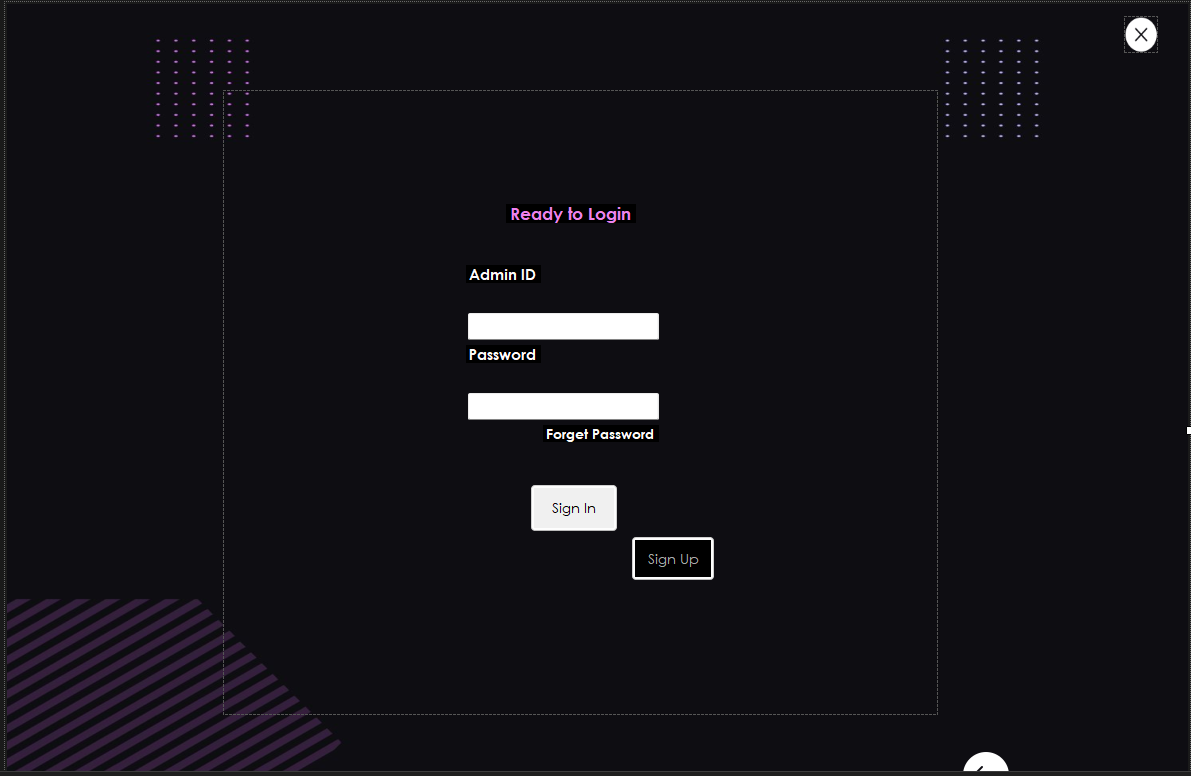 Ready to Login
Admin ID
Password
Forget Password
Sign In
Sign Up